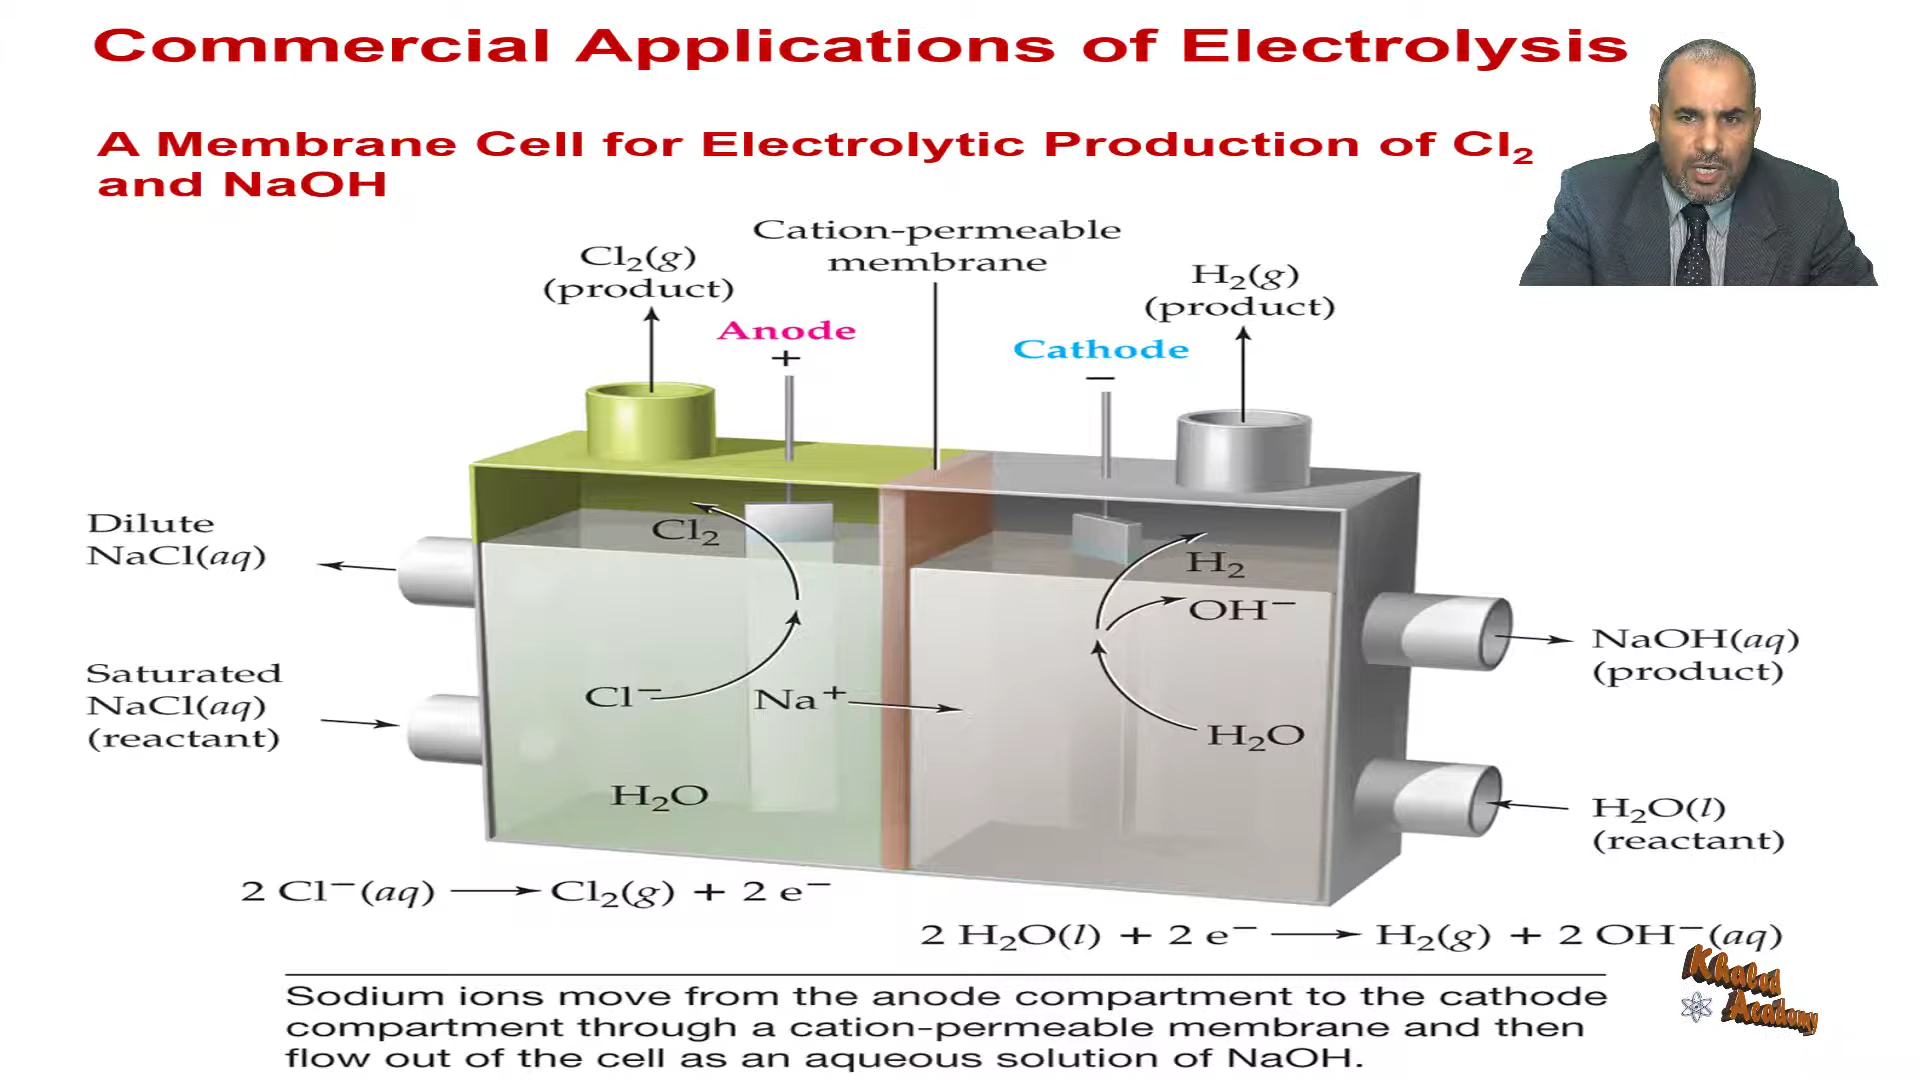 Commercial Applications of Electrolysis
A Membrane Cell for Electrolytic Production of Cl₂
and NaOH
Cation-permeable
membrane
Cl₂(g)
(product)
H₂(g)
(product)
Anode
+
Cathode
−
Dilute
NaCl(aq)
Cl₂
H₂
OH⁻
NaOH(aq)
(product)
Saturated
NaCl(aq)
(reactant)
Cl⁻
Na⁺
H₂O
H₂O
H₂O(l)
(reactant)
2 Cl⁻(aq) ⟶ Cl₂(g) + 2 e⁻
2 H₂O(l) + 2 e⁻ ⟶ H₂(g) + 2 OH⁻(aq)
Khaled
Academy
Sodium ions move from the anode compartment to the cathode
compartment through a cation-permeable membrane and then
flow out of the cell as an aqueous solution of NaOH.